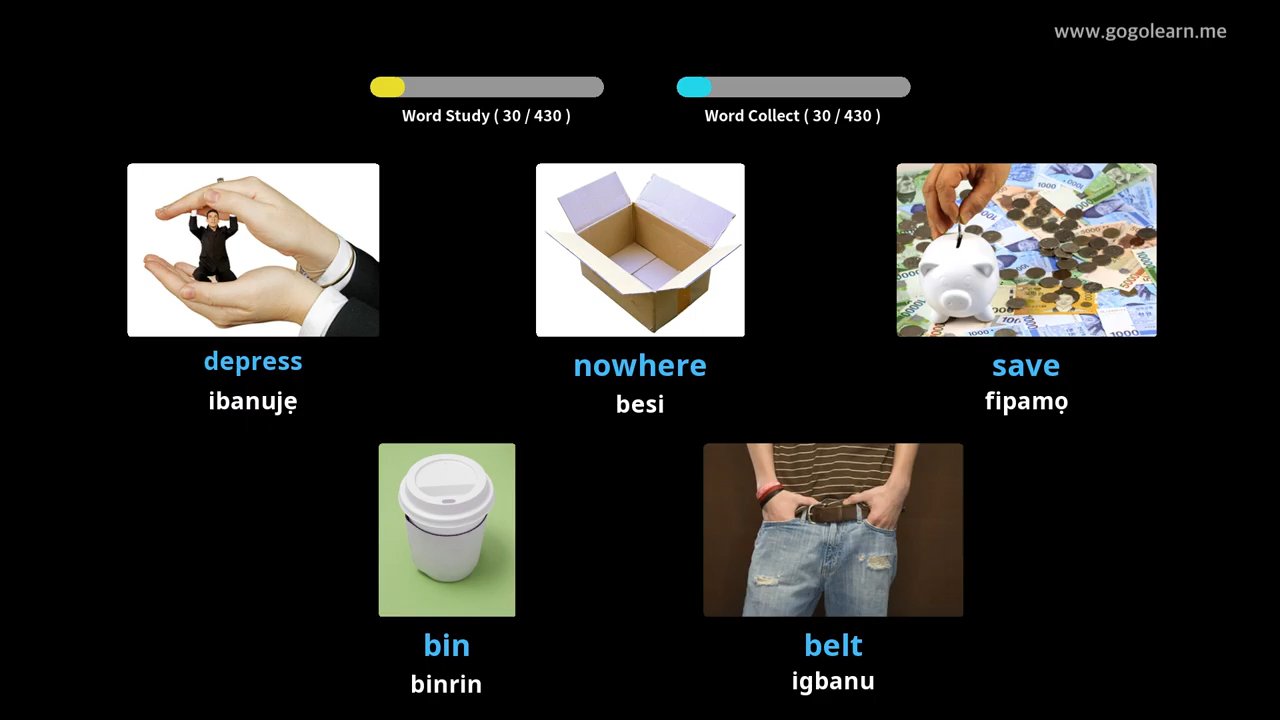 www.gogolearn.me
Word Study ( 30 / 430 )
Word Collect ( 30 / 430 )
depress
ibanujẹ
nowhere
besi
save
fipamọ
bin
binrin
belt
igbanu